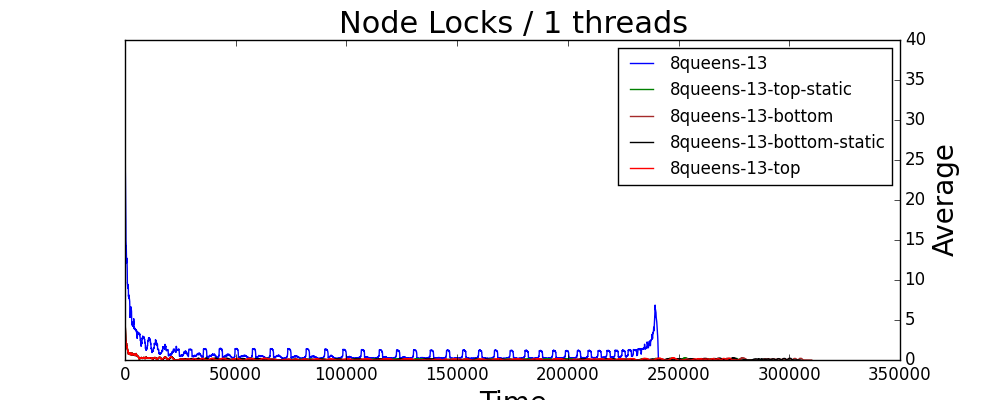 Node Locks / 1 threads
8queens-13
8queens-13-top-static
8queens-13-bottom
8queens-13-bottom-static
8queens-13-top
40
35
30
25
20
15
10
5
0
Average
0 50000 100000 150000 200000 250000 300000 350000
Time